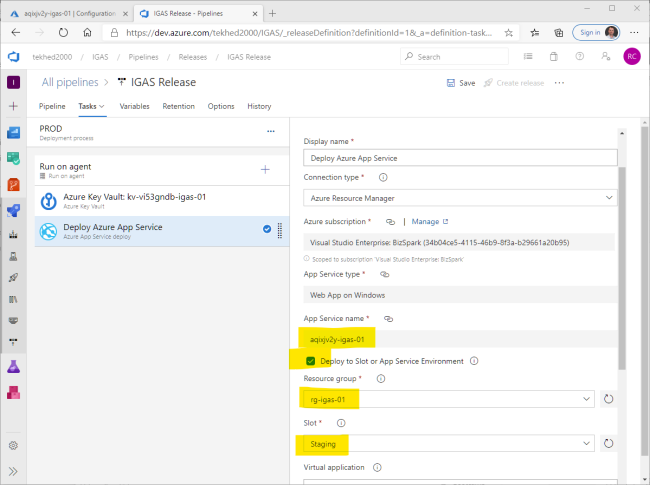 aqixjv2y-igas-01 | Configuration
IGAS Release - Pipelines
https://dev.azure.com/tekhed2000/IGAS/_releaseDefinition?definitionId=1&_a=definition-task...
Sign in
tekhed2000 / IGAS / Pipelines / Releases / IGAS Release
Search
RC
I
All pipelines > IGAS Release
Save
Create release
Pipeline
Tasks
Variables
Retention
Options
History
PROD
Deployment process
Run on agent
Run on agent
Azure Key Vault: kv-vi53gndb-igas-01
Azure Key Vault
Deploy Azure App Service
Azure App Service deploy
Display name *
Deploy Azure App Service
Connection type *
Azure Resource Manager
Azure subscription * | Manage
Visual Studio Enterprise: BizSpark (34b04ce5-4115-46b9-8f3a-b29661a20b95)
Scoped to subscription 'Visual Studio Enterprise: BizSpark'
App Service type *
Web App on Windows
App Service name *
aqixjv2y-igas-01
Deploy to Slot or App Service Environment
Resource group *
rg-igas-01
Slot *
Staging
Virtual application